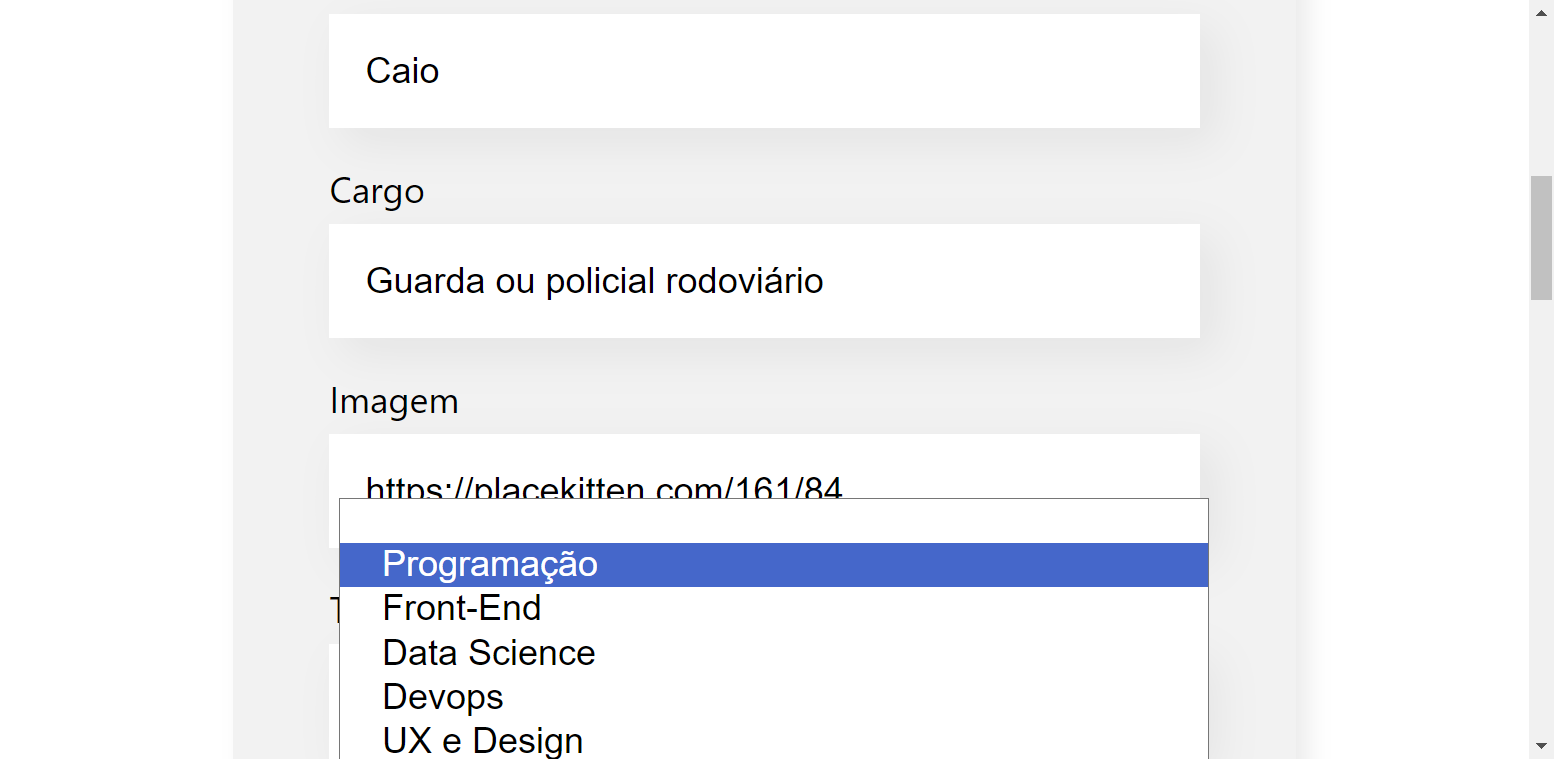 Caio
Cargo
Guarda ou policial rodoviário
Imagem
https://placekitten.com/161/84
Programação
Front-End
Data Science
Devops
UX e Design